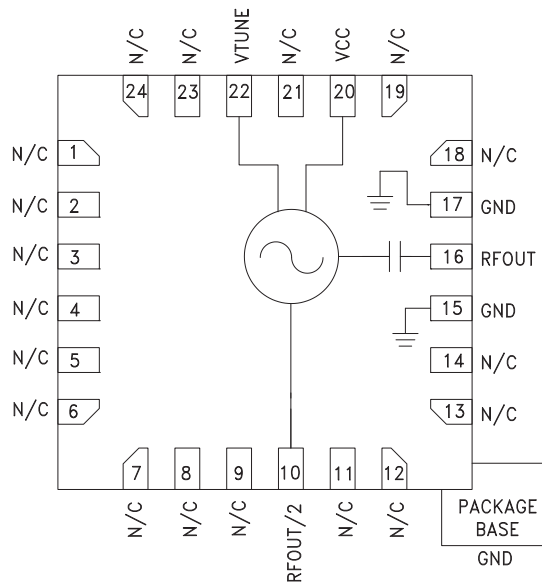 N/C
N/C
VTUNE
N/C
VCC
N/C
24
23
22
21
20
19
N/C 1
N/C 2
N/C 3
N/C 4
N/C 5
N/C 6
18 N/C
17 GND
16 RFOUT
15 GND
14 N/C
13 N/C
7
8
9
10
11
12
N/C
N/C
N/C
RFOUT/2
N/C
N/C
PACKAGE
BASE
GND